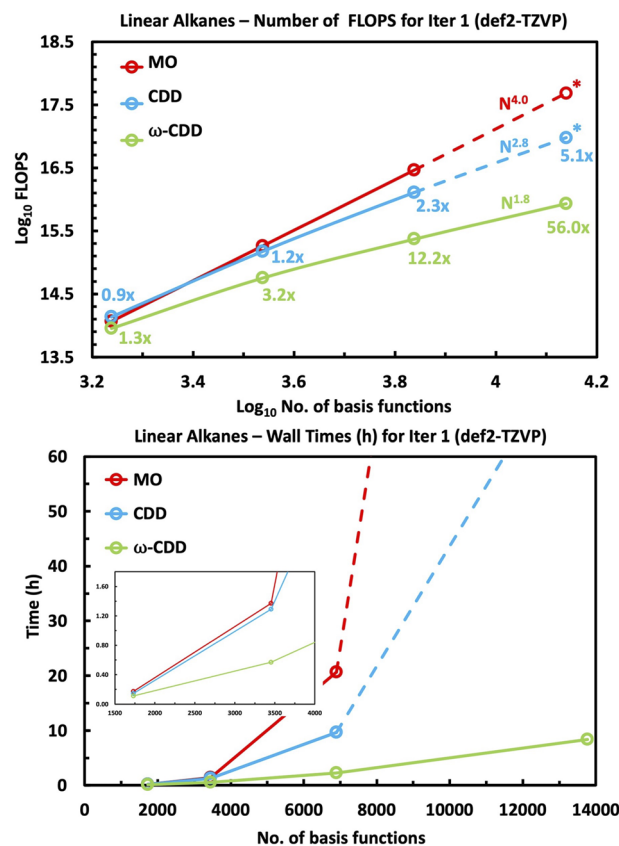 Linear Alkanes – Number of FLOPS for Iter 1 (def2-TZVP)
18.5
17.5
16.5
15.5
14.5
13.5
Log₁₀ FLOPS
MO
CDD
ω-CDD
N⁴·⁰
*
N²·⁸
*
5.1x
2.3x
N¹·⁸
56.0x
1.2x
12.2x
0.9x
3.2x
1.3x
3.2 3.4 3.6 3.8 4 4.2
Log₁₀ No. of basis functions
Linear Alkanes – Wall Times (h) for Iter 1 (def2-TZVP)
60
50
40
30
20
10
0
Time (h)
MO
CDD
ω-CDD
1.60
1.20
0.80
0.40
0.00
1500 2000 2500 3000 3500 4000
0 2000 4000 6000 8000 10000 12000 14000
No. of basis functions